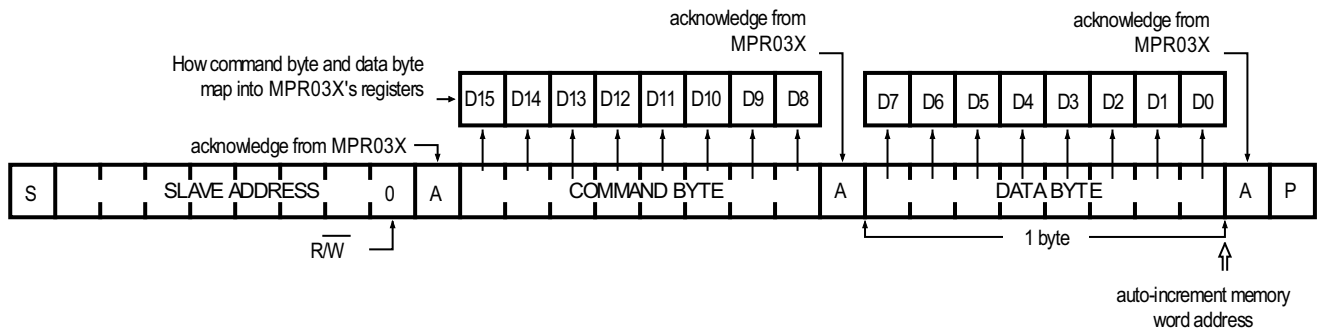 acknowledge from
MPR03X
acknowledge from
MPR03X
How command byte and data byte
map into MPR03X's registers
D15 D14 D13 D12 D11 D10 D9 D8
D7 D6 D5 D4 D3 D2 D1 D0
acknowledge from MPR03X
S SLAVE ADDRESS 0 A COMMAND BYTE A DATA BYTE A P
R/W
1 byte
auto-increment memory
word address